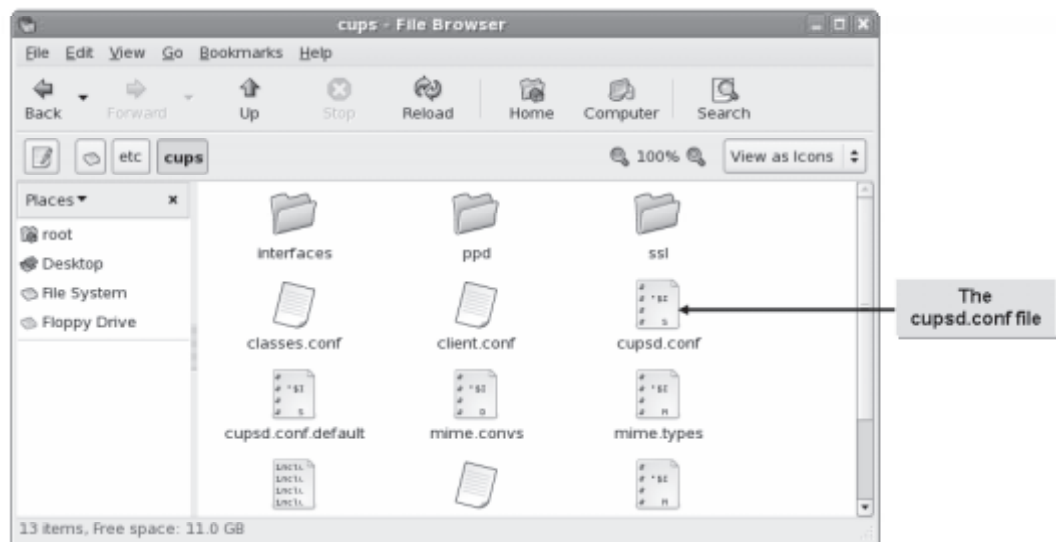 cups - File Browser
File Edit View Go Bookmarks Help
Back Forward Up Stop Reload Home Computer Search
etc cups 100% View as Icons
Places
root
Desktop
File System
Floppy Drive
interfaces ppd ssl
classes.conf client.conf cupsd.conf
cupsd.conf.default mime.convs mime.types
The
cupsd.conf file
13 items, Free space: 11.0 GB